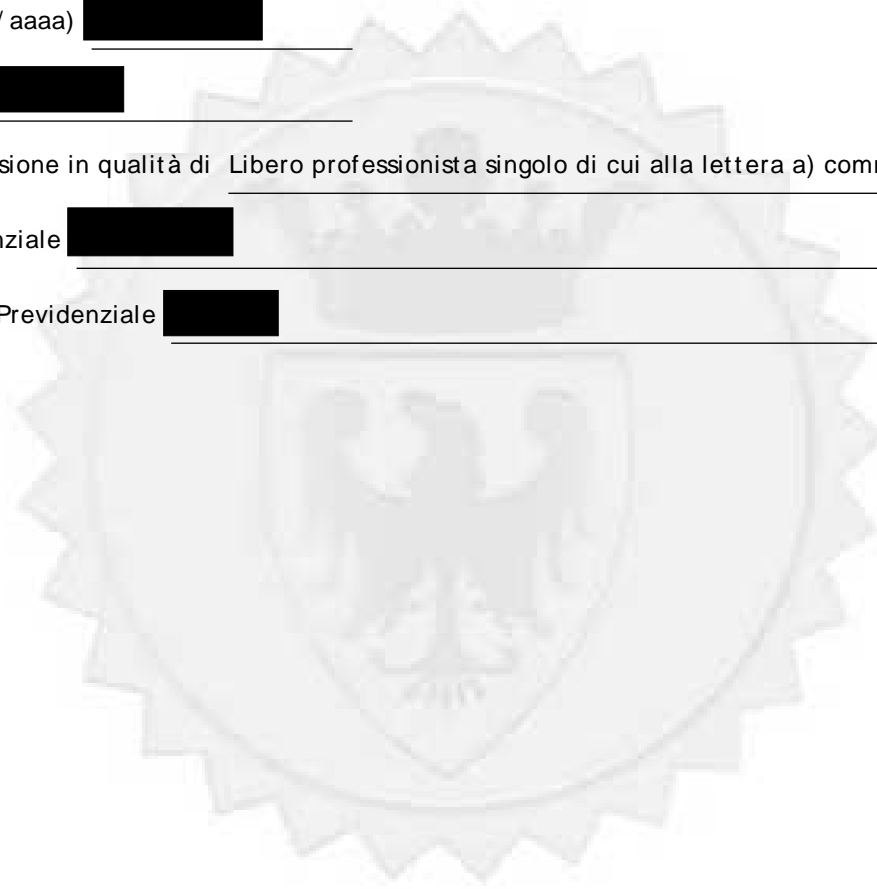 / aaaa)
sione in qualità di Libero professionista singolo di cui alla lettera a) com
nziale
Previdenziale